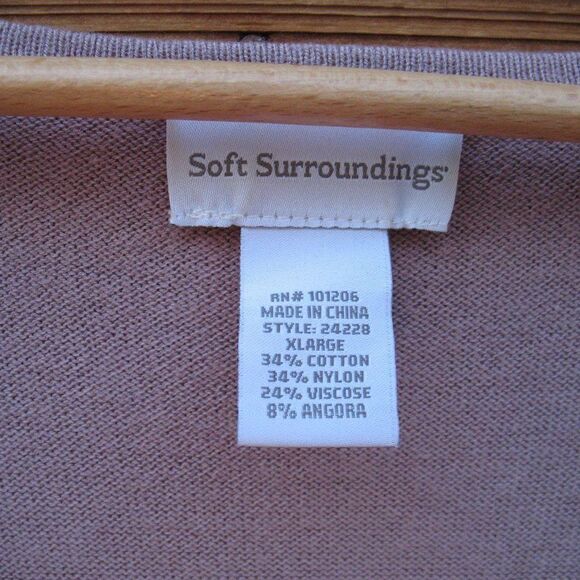 Soft Surroundings
RN# 101206
MADE IN CHINA
STYLE: 24228
XLARGE
34% COTTON
34% NYLON
24% VISCOSE
8% ANGORA